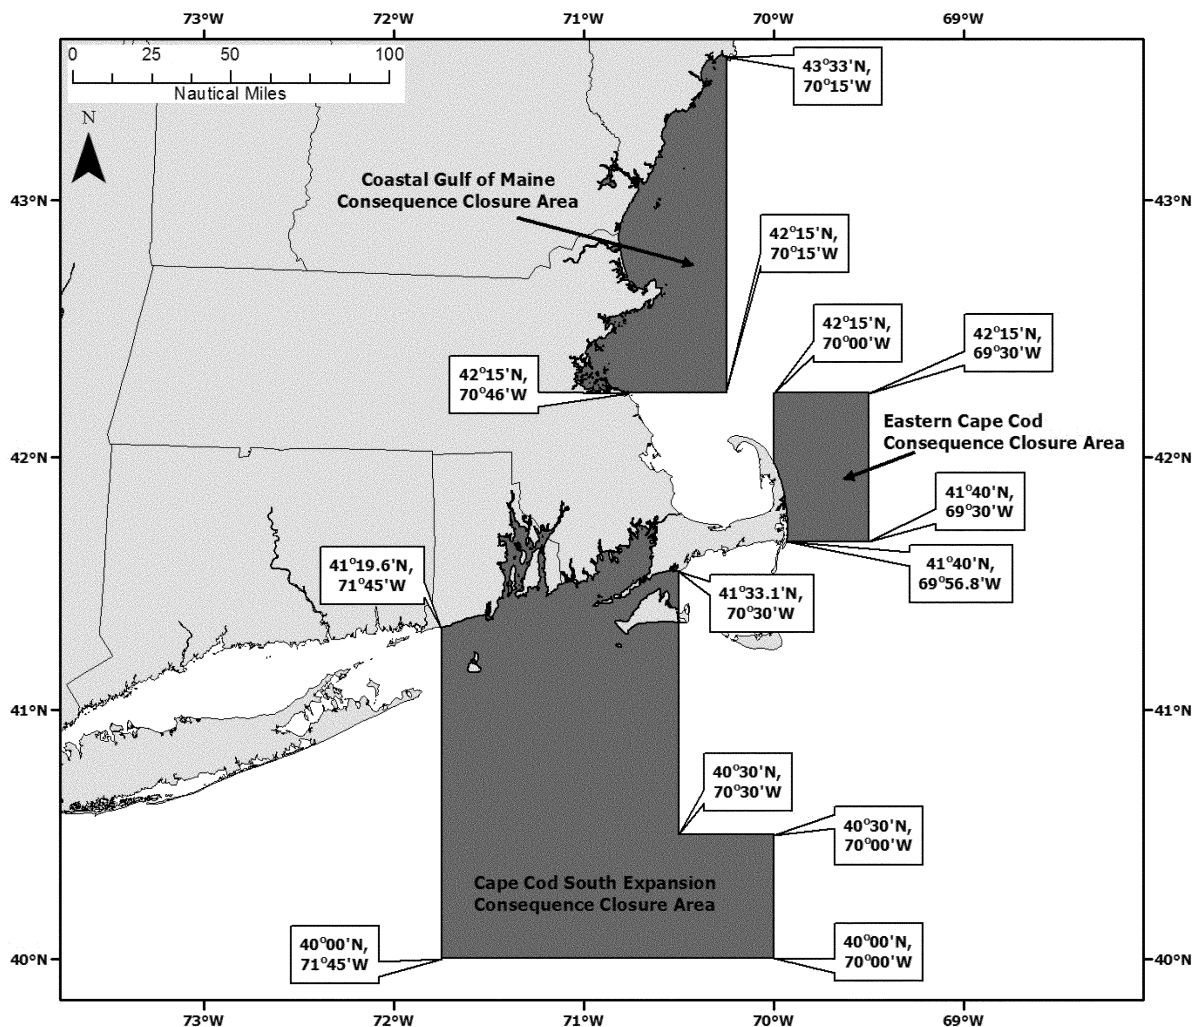 73°W 72°W 71°W 70°W 69°W
0 25 50 100
Nautical Miles
N
43°33'N,
70°15'W
Coastal Gulf of Maine
Consequence Closure Area
43°N 43°N
42°15'N,
70°15'W
42°15'N,
70°00'W
42°15'N,
69°30'W
42°15'N,
70°46'W
Eastern Cape Cod
Consequence Closure Area
42°N 42°N
41°40'N,
69°30'W
41°40'N,
69°56.8'W
41°19.6'N,
71°45'W
41°33.1'N,
70°30'W
41°N 41°N
40°30'N,
70°30'W
40°30'N,
70°00'W
Cape Cod South Expansion
Consequence Closure Area
40°00'N,
71°45'W
40°00'N,
70°00'W
40°N 40°N
73°W 72°W 71°W 70°W 69°W